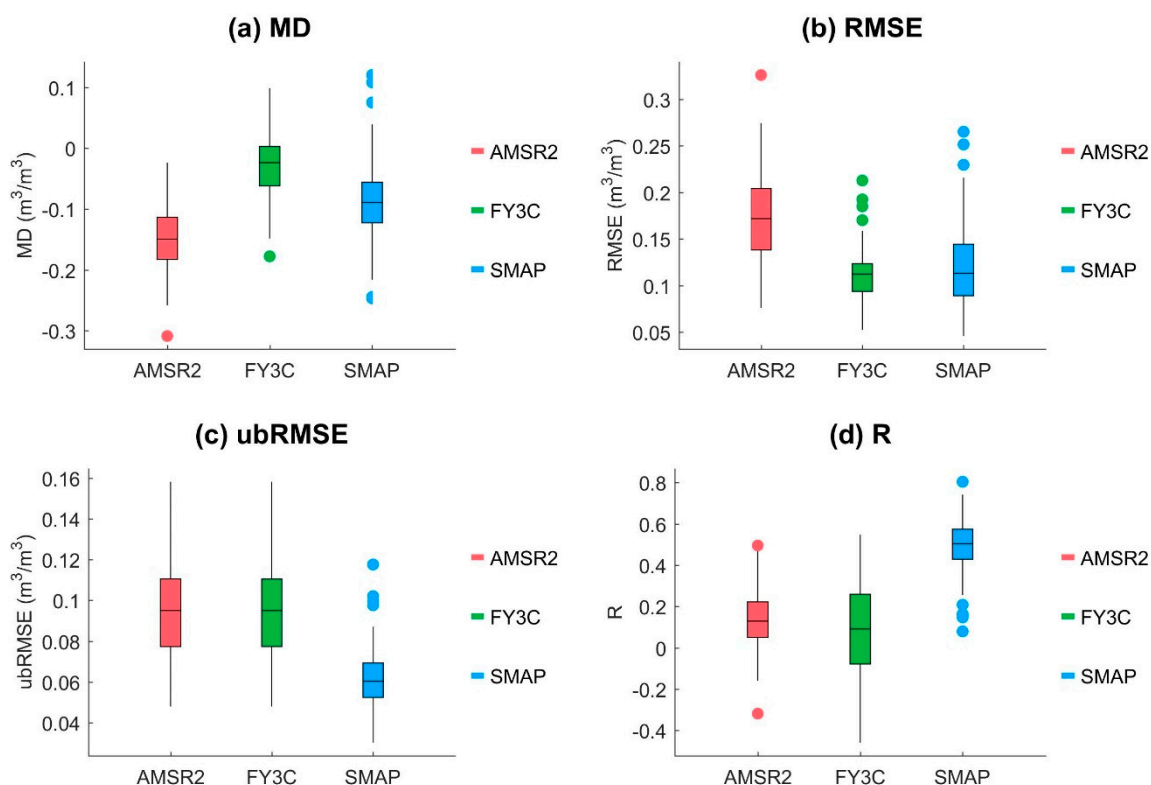 (a) MD
MD (m³/m³)
0.1
0
-0.1
-0.2
-0.3
AMSR2
FY3C
SMAP
AMSR2
FY3C
SMAP
(b) RMSE
RMSE (m³/m³)
0.3
0.25
0.2
0.15
0.1
0.05
AMSR2
FY3C
SMAP
AMSR2
FY3C
SMAP
(c) ubRMSE
ubRMSE (m³/m³)
0.16
0.14
0.12
0.1
0.08
0.06
0.04
AMSR2
FY3C
SMAP
AMSR2
FY3C
SMAP
(d) R
R
0.8
0.6
0.4
0.2
0
-0.2
-0.4
AMSR2
FY3C
SMAP
AMSR2
FY3C
SMAP